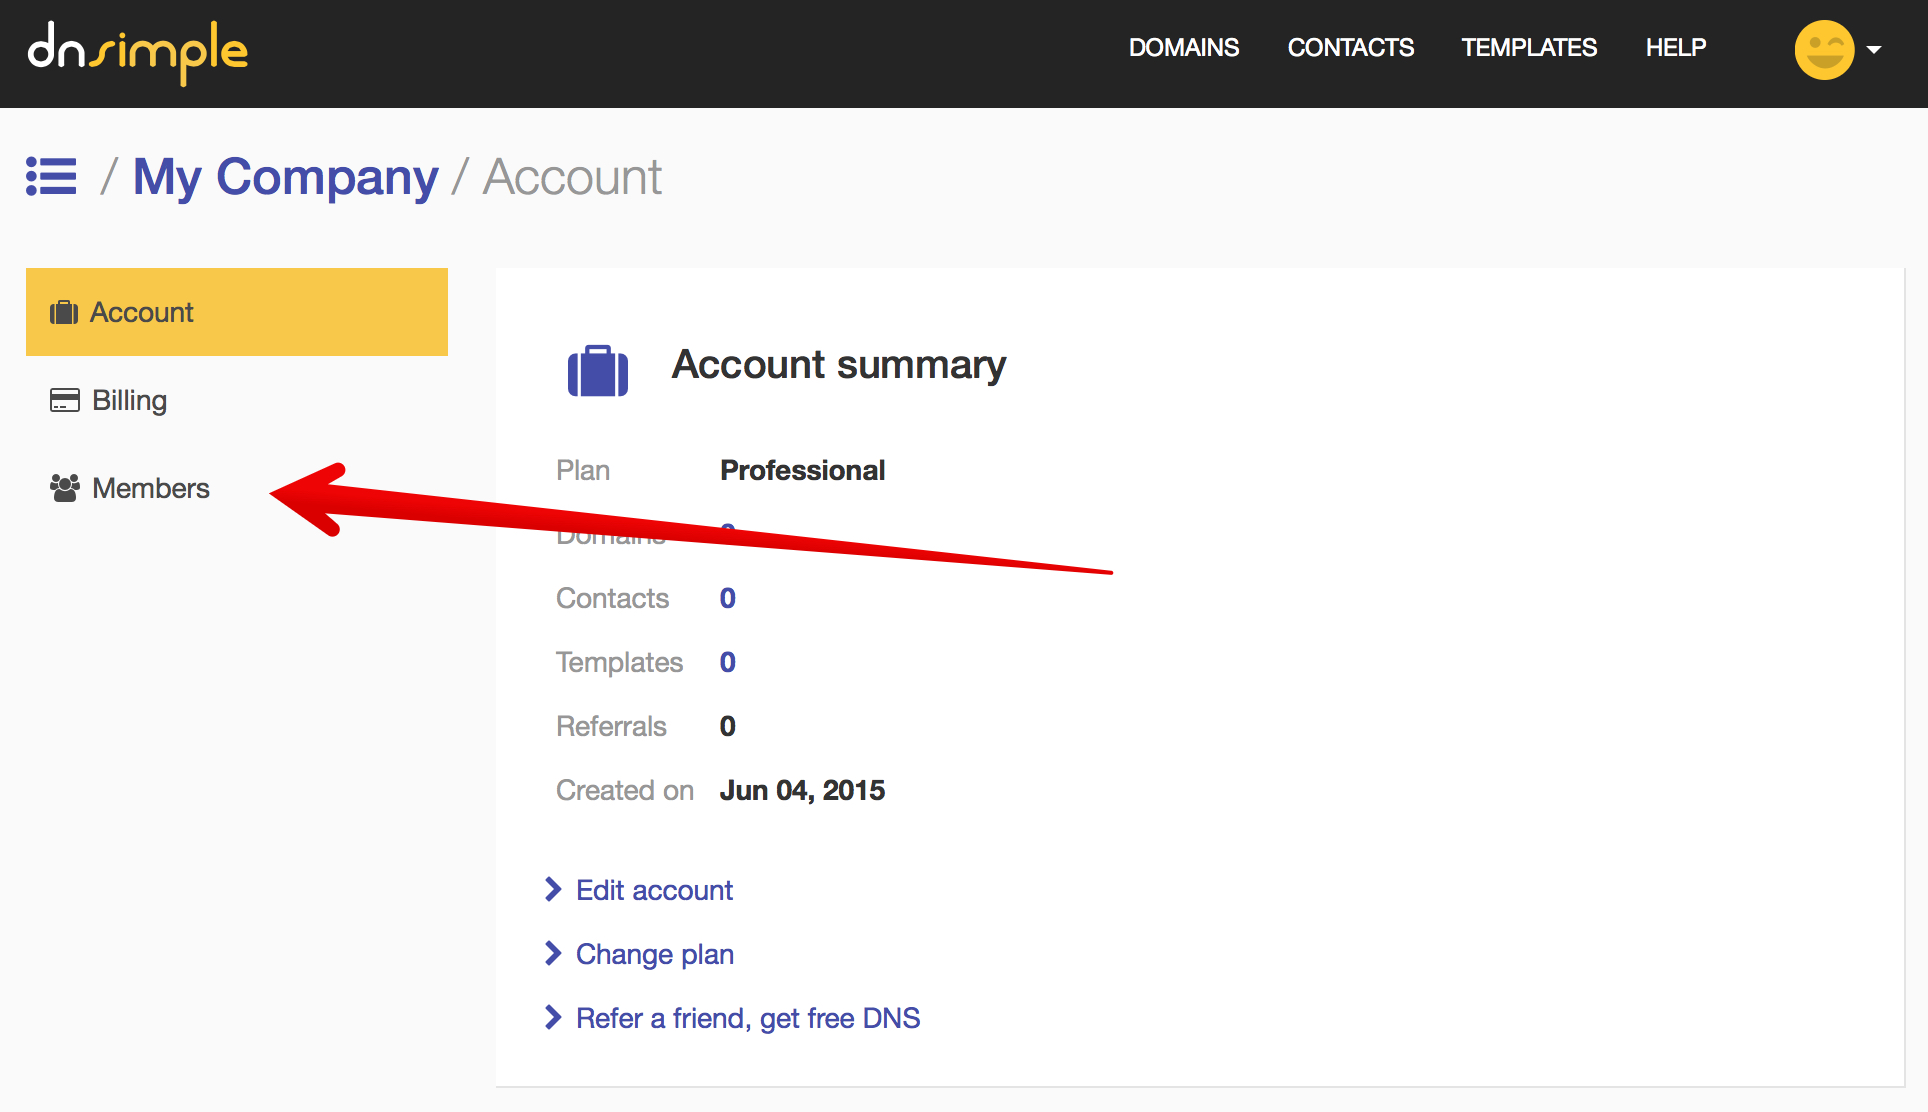 dnsimple
DOMAINS CONTACTS TEMPLATES HELP
/ My Company / Account
Account
Billing
Members
Account summary
Plan Professional
Domains
Contacts 0
Templates 0
Referrals 0
Created on Jun 04, 2015
Edit account
Change plan
Refer a friend, get free DNS